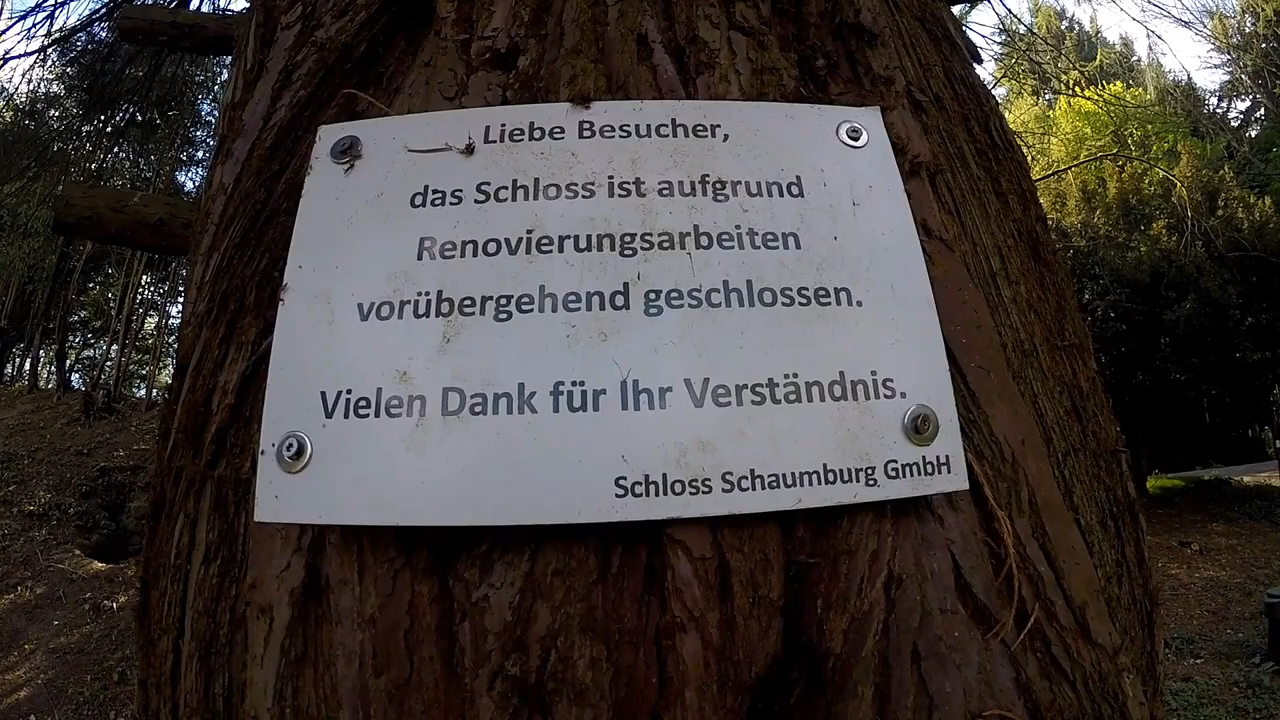 Liebe Besucher,
das Schloss ist aufgrund
Renovierungsarbeiten
vorübergehend geschlossen.
Vielen Dank für Ihr Verständnis.
Schloss Schaumburg GmbH